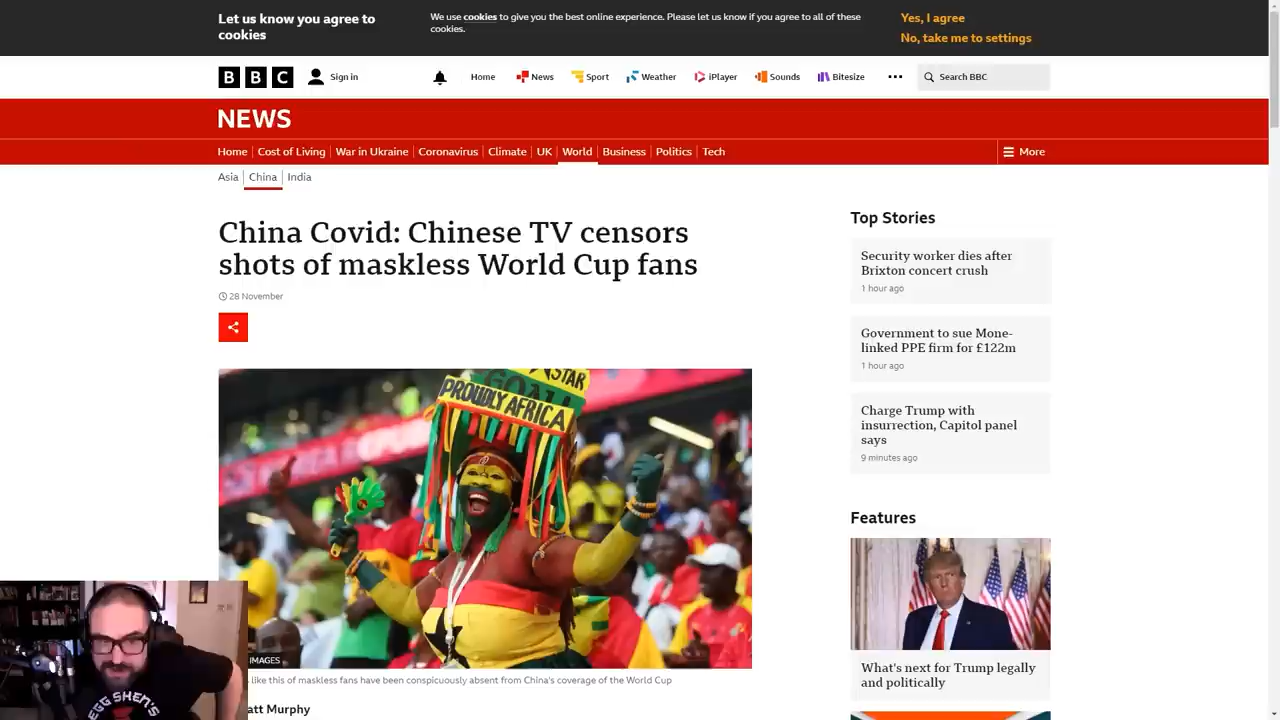 Let us know you agree to
cookies
We use cookies to give you the best online experience. Please let us know if you agree to all of these
cookies.
Yes, I agree
No, take me to settings
BBC
Sign in
Home
News
Sport
Weather
iPlayer
Sounds
Bitesize
Search BBC
NEWS
Home
Cost of Living
War in Ukraine
Coronavirus
Climate
UK
World
Business
Politics
Tech
More
Asia
China
India
China Covid: Chinese TV censors
shots of maskless World Cup fans
28 November
STAR
GOAL
PROUDLY AFRICA
IMAGES
like this of maskless fans have been conspicuously absent from China's coverage of the World Cup
att Murphy
Top Stories
Security worker dies after
Brixton concert crush
1 hour ago
Government to sue Mone-
linked PPE firm for £122m
1 hour ago
Charge Trump with
insurrection, Capitol panel
says
9 minutes ago
Features
What's next for Trump legally
and politically
EGG SHEN'S